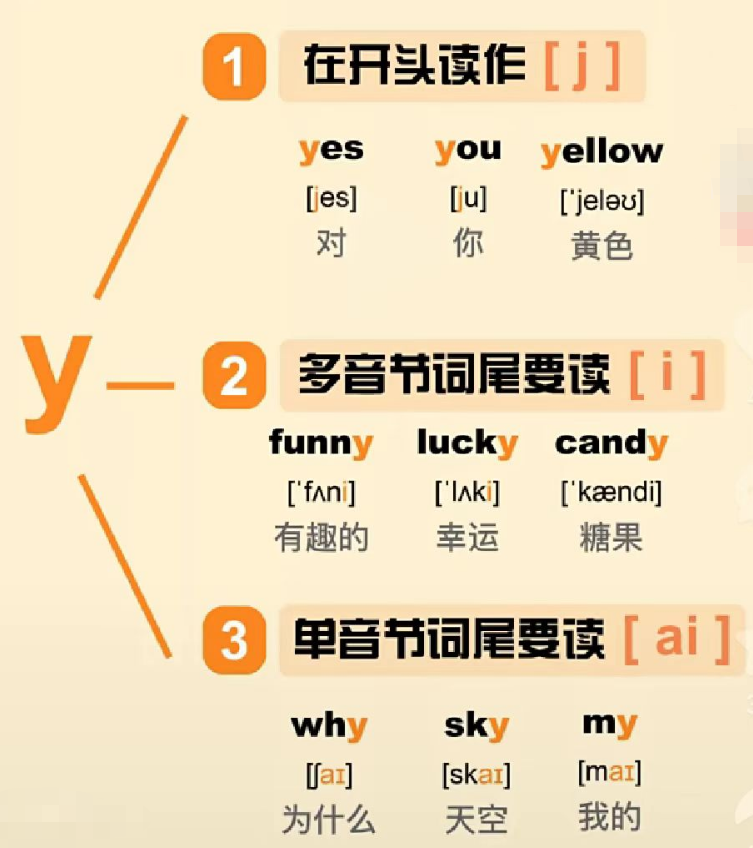 y
1 在开头读作 [ j ]
yes you yellow
[jes] [ju] [ˈjeləʊ]
对 你 黄色
2 多音节词尾要读 [ i ]
funny lucky candy
[ˈfʌni] [ˈlʌki] [ˈkændi]
有趣的 幸运 糖果
3 单音节词尾要读 [ ai ]
why sky my
[ʃaɪ] [skaɪ] [maɪ]
为什么 天空 我的